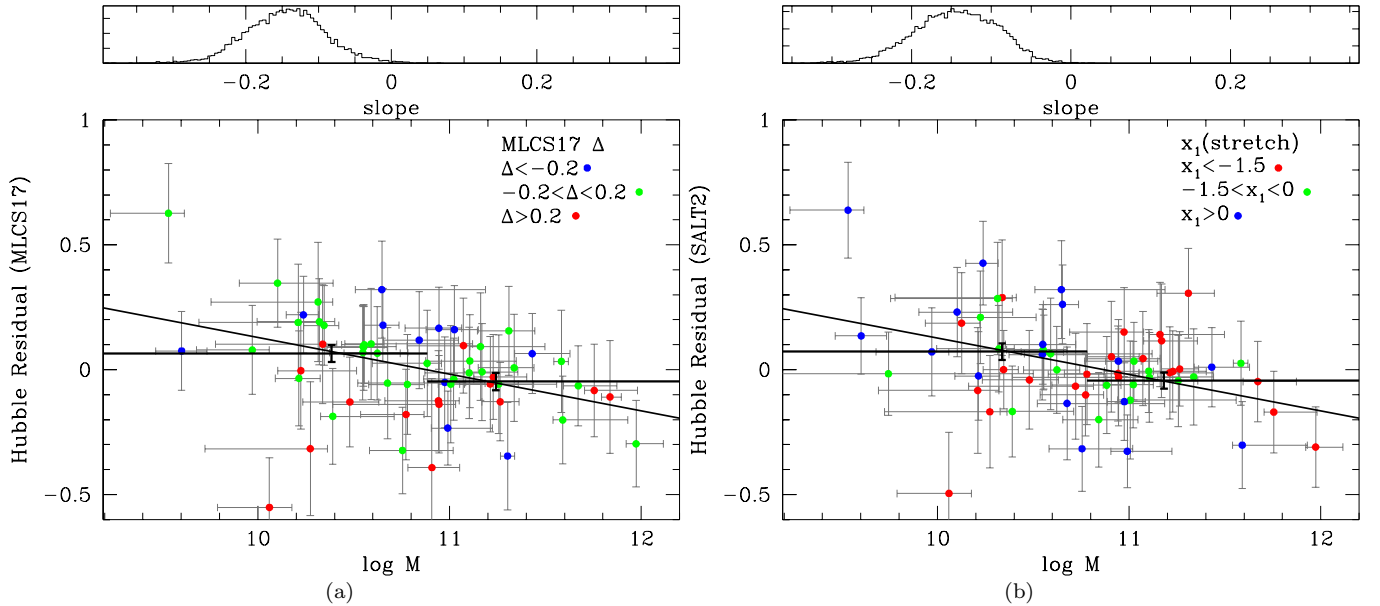 −0.2 0 0.2
slope
Hubble Residual (MLCS17)
1
0.5
0
−0.5
MLCS17 Δ
Δ<−0.2
−0.2<Δ<0.2
Δ>0.2
10 11 12
log M
(a)
−0.2 0 0.2
slope
Hubble Residual (SALT2)
1
0.5
0
−0.5
x₁(stretch)
x₁<−1.5
−1.5<x₁<0
x₁>0
10 11 12
log M
(b)